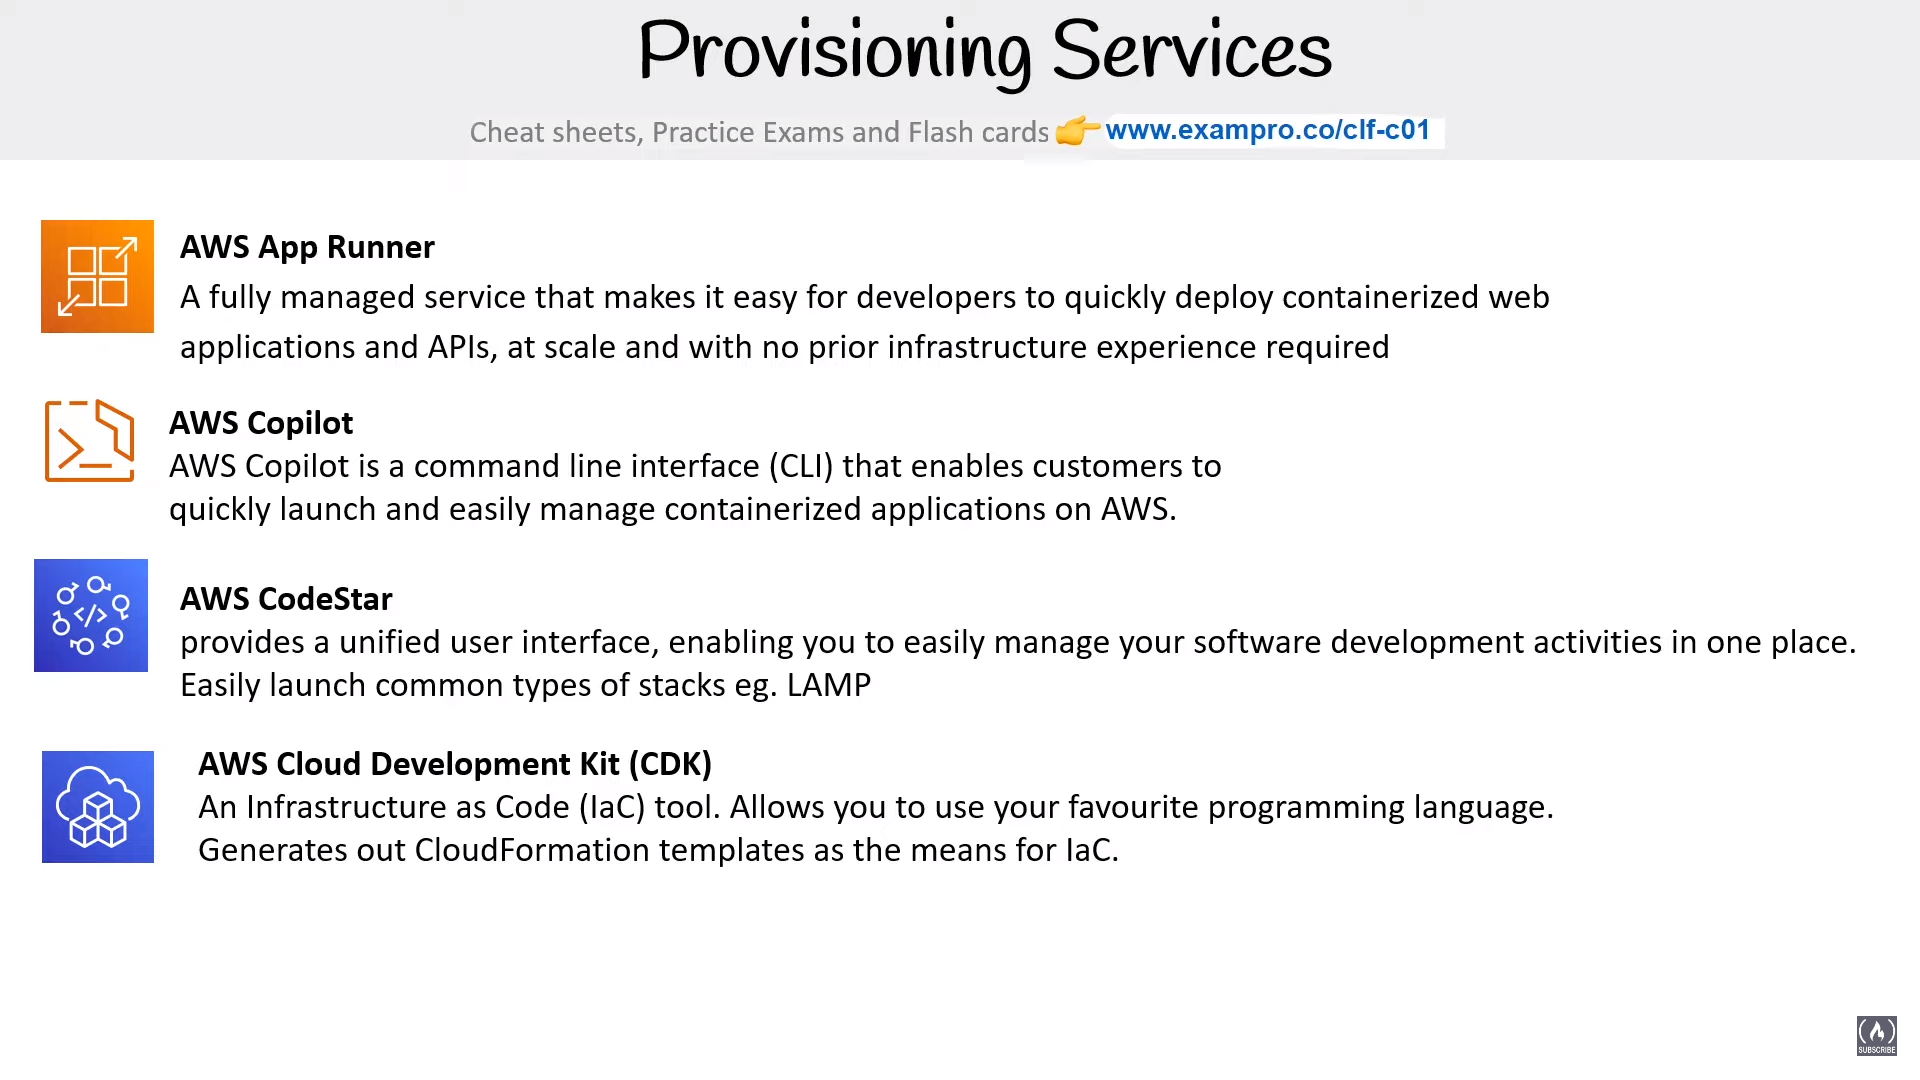 Provisioning Services
Cheat sheets, Practice Exams and Flash cards 👉 www.exampro.co/clf-c01
AWS App Runner
A fully managed service that makes it easy for developers to quickly deploy containerized web
applications and APIs, at scale and with no prior infrastructure experience required
AWS Copilot
AWS Copilot is a command line interface (CLI) that enables customers to
quickly launch and easily manage containerized applications on AWS.
AWS CodeStar
provides a unified user interface, enabling you to easily manage your software development activities in one place.
Easily launch common types of stacks eg. LAMP
AWS Cloud Development Kit (CDK)
An Infrastructure as Code (IaC) tool. Allows you to use your favourite programming language.
Generates out CloudFormation templates as the means for IaC.
SUBSCRIBE